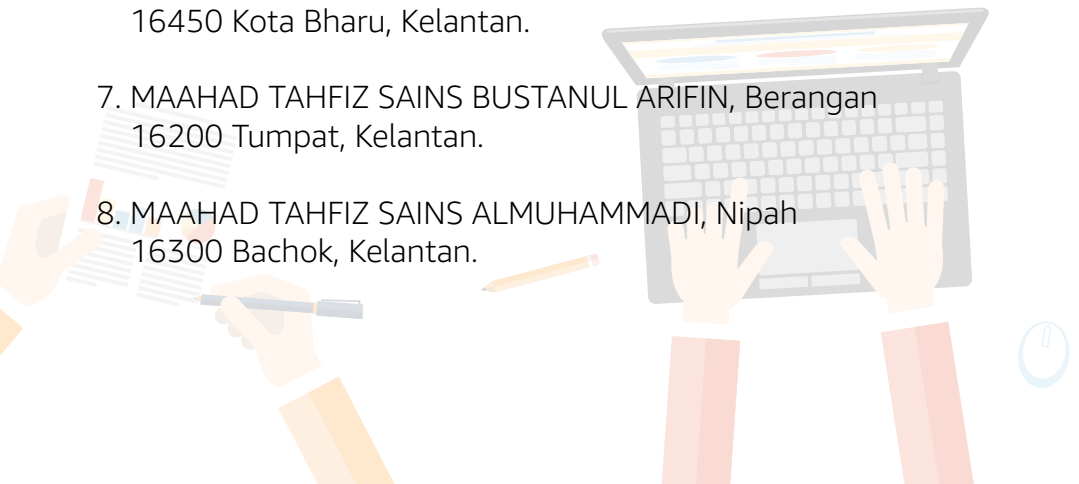 16450 Kota Bharu, Kelantan.
7. MAAHAD TAHFIZ SAINS BUSTANUL ARIFIN, Berangan
16200 Tumpat, Kelantan.
8. MAAHAD TAHFIZ SAINS ALMUHAMMADI, Nipah
16300 Bachok, Kelantan.